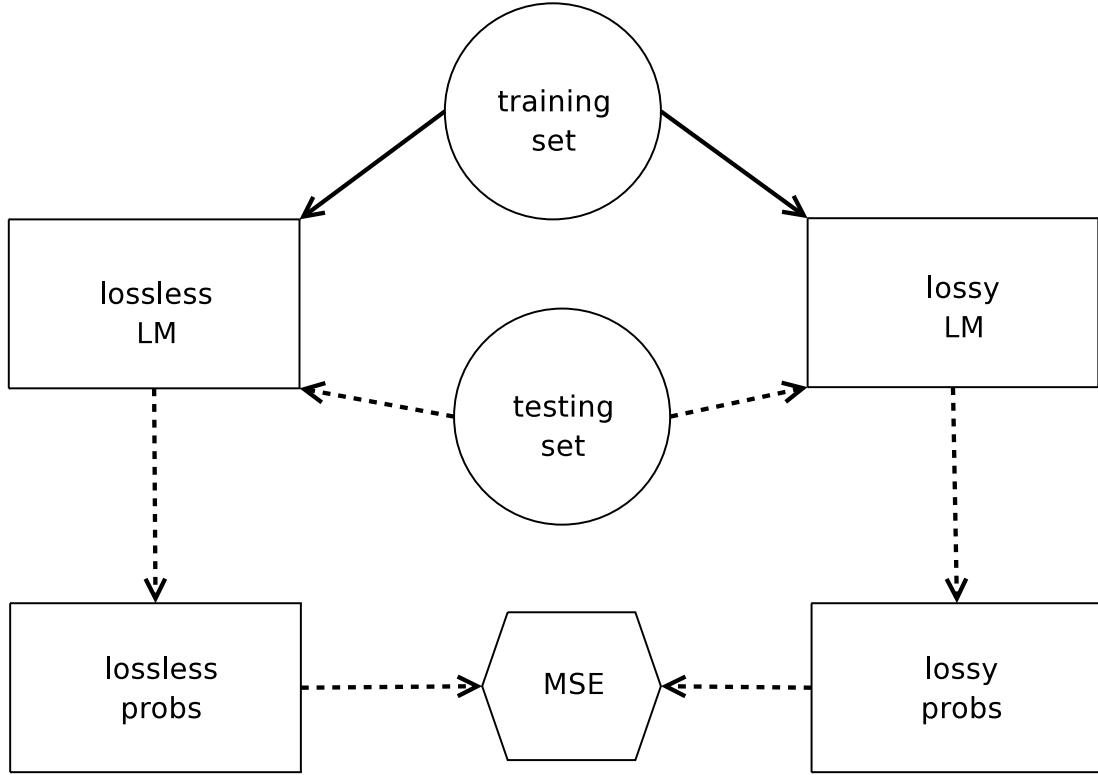 training
set
lossless
LM
lossy
LM
testing
set
lossless
probs
MSE
lossy
probs